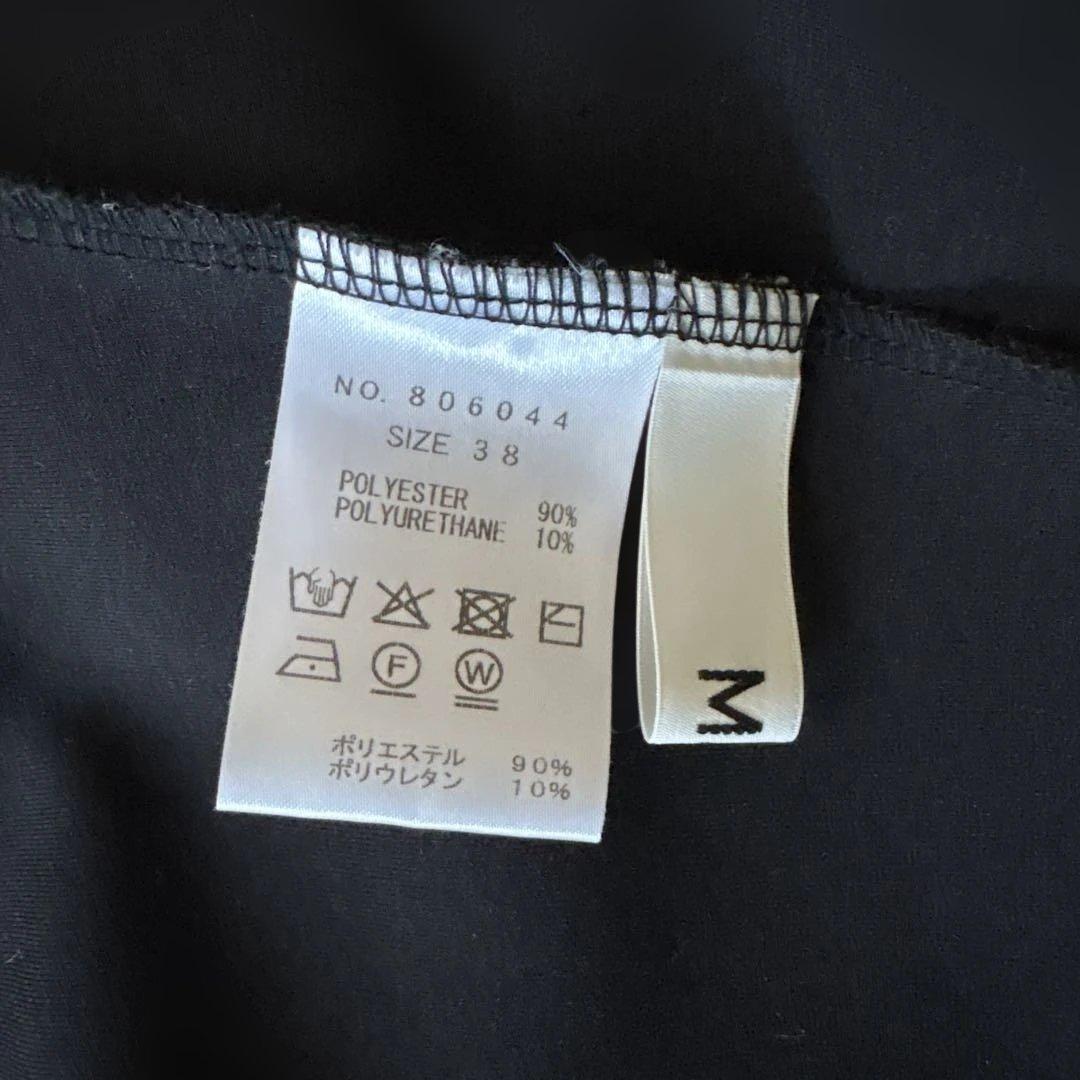 NO. 806044
SIZE 38
POLYESTER 90%
POLYURETHANE 10%
F W
ポリエステル 90%
ポリウレタン 10%
M